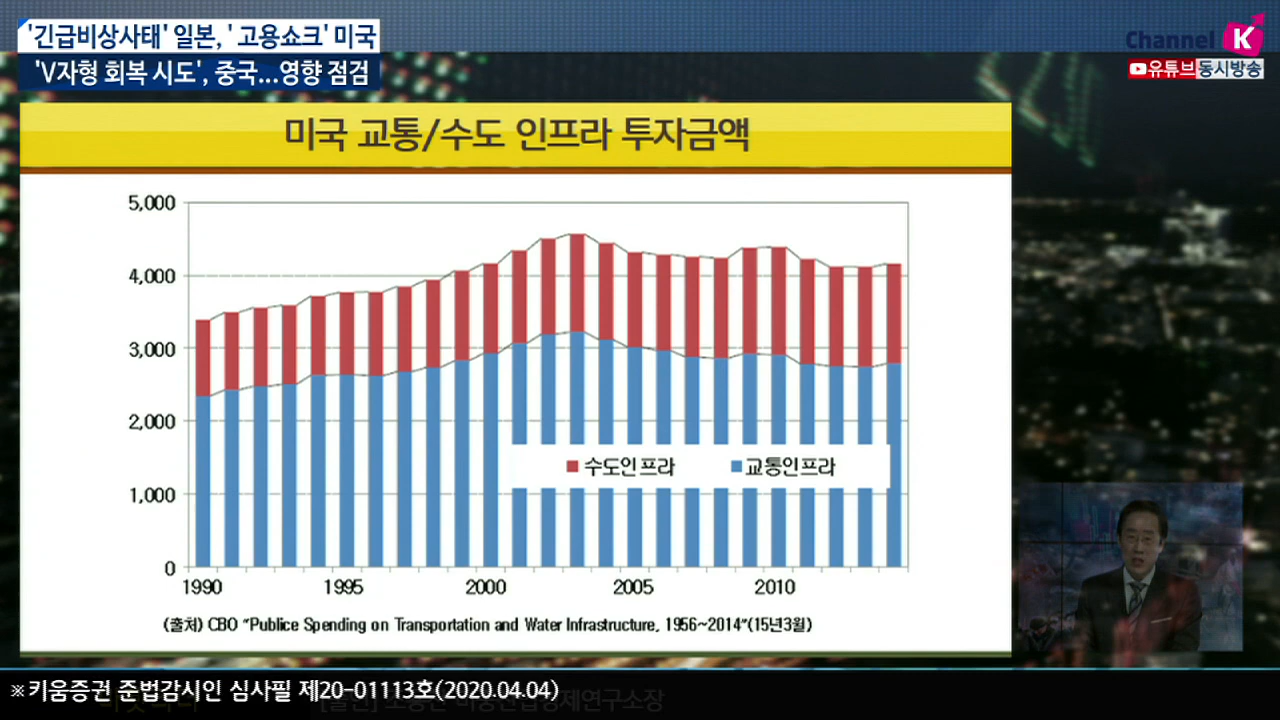 '긴급비상사태' 일본, ' 고용쇼크' 미국
'V자형 회복 시도', 중국...영향 점검
Channel K
유튜브 동시방송
미국 교통/수도 인프라 투자금액
5,000
4,000
3,000
2,000
1,000
0
수도인프라 교통인프라
1990 1995 2000 2005 2010
(출처) CBO "Publice Spending on Transportation and Water Infrastructure, 1956~2014"(15년3월)
※키움증권 준법감시인 심사필 제20-01113호(2020.04.04)